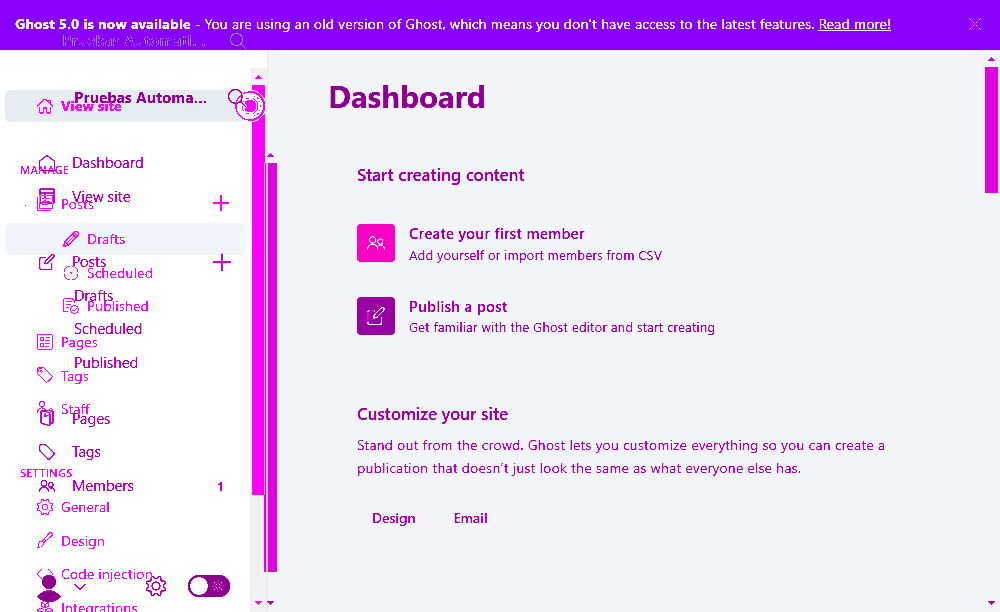 Ghost 5.0 is now available - You are using an old version of Ghost, which means you don't have access to the latest features. Read more!
Pruebas Automati...
Pruebas Automa...
View site
Dashboard
MANAGE
View site
Posts
Drafts
Posts
Scheduled
Drafts
Published
Scheduled
Pages
Published
Tags
Staff
Pages
Tags
SETTINGS
Members 1
General
Design
Code injection
Integrations
Dashboard
Start creating content
Create your first member
Add yourself or import members from CSV
Publish a post
Get familiar with the Ghost editor and start creating
Customize your site
Stand out from the crowd. Ghost lets you customize everything so you can create a
publication that doesn't just look the same as what everyone else has.
Design Email